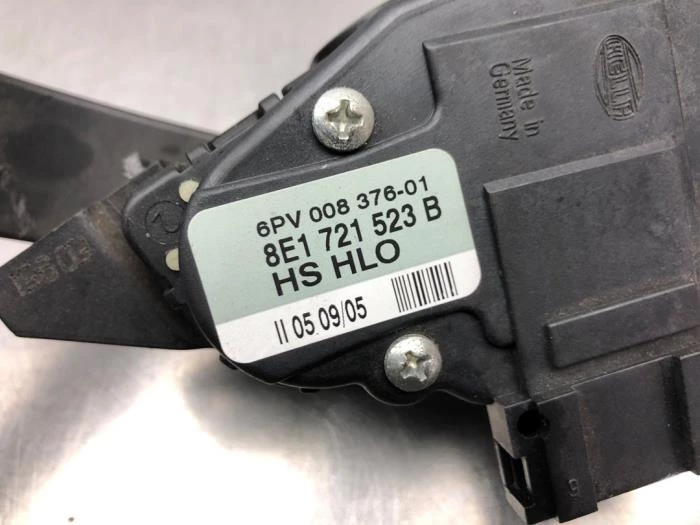 HELLA
Made in
Germany
6PV 008 376-01
8E1 721 523 B
HS HLO
II 05.09/05